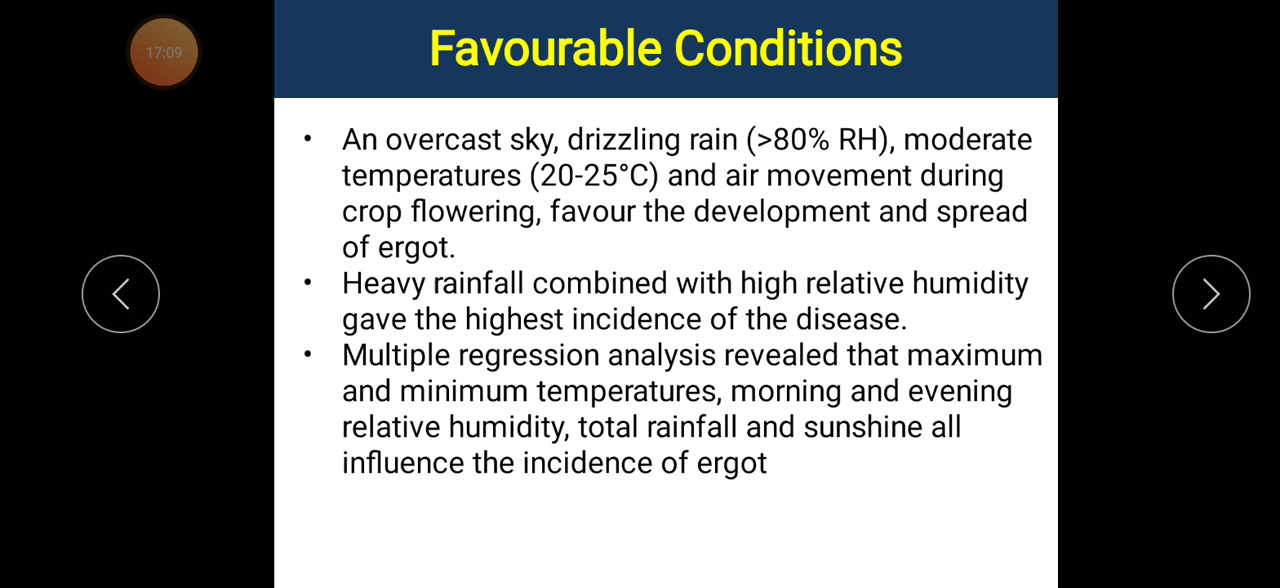 17:09
Favourable Conditions
• An overcast sky, drizzling rain (>80% RH), moderate
temperatures (20-25°C) and air movement during
crop flowering, favour the development and spread
of ergot.
• Heavy rainfall combined with high relative humidity
gave the highest incidence of the disease.
• Multiple regression analysis revealed that maximum
and minimum temperatures, morning and evening
relative humidity, total rainfall and sunshine all
influence the incidence of ergot